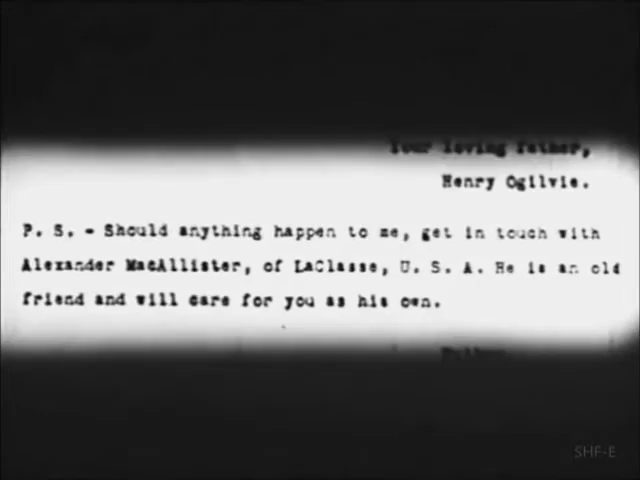 Your loving father,
Henry Ogilvie.
P. S. - Should anything happen to me, get in touch with
Alexander MacAllister, of LaClasse, U. S. A. He is an old
friend and will care for you as his own.
Father
SHF-E